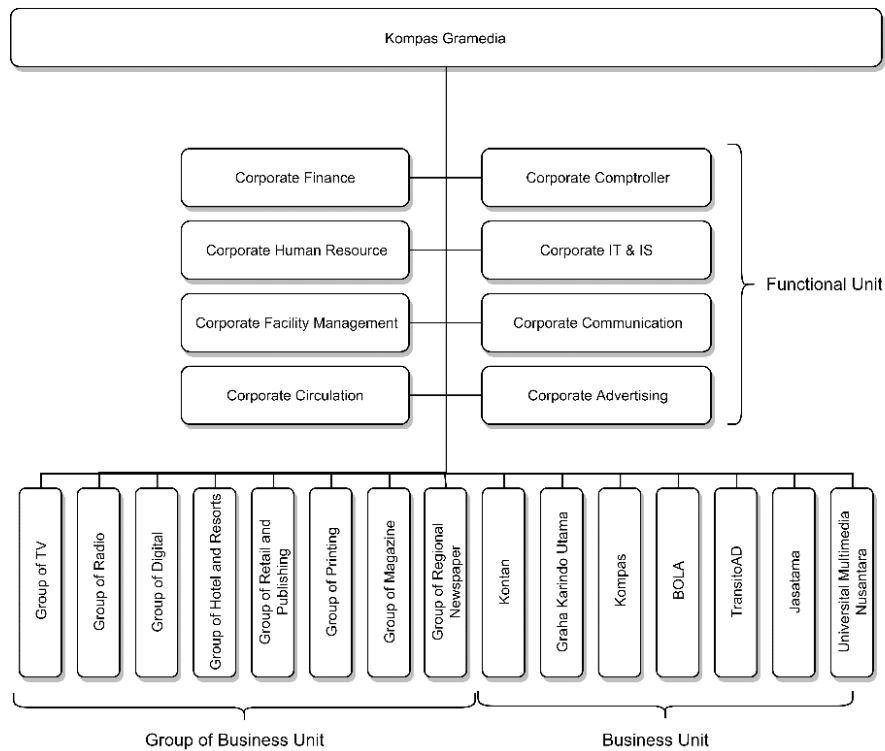 Kompas Gramedia
Corporate Finance
Corporate Comptroller
Corporate Human Resource
Corporate IT & IS
Corporate Facility Management
Corporate Communication
Corporate Circulation
Corporate Advertising
Functional Unit
Group of TV
Group of Radio
Group of Digital
Group of Hotel and Resorts
Group of Retail and
Publishing
Group of Printing
Group of Magazine
Group of Regional
Newspaper
Kontan
Graha Karindo Utama
Kompas
BOLA
TransitoAD
Jasatama
Universital Multimedia
Nusantara
Group of Business Unit
Business Unit